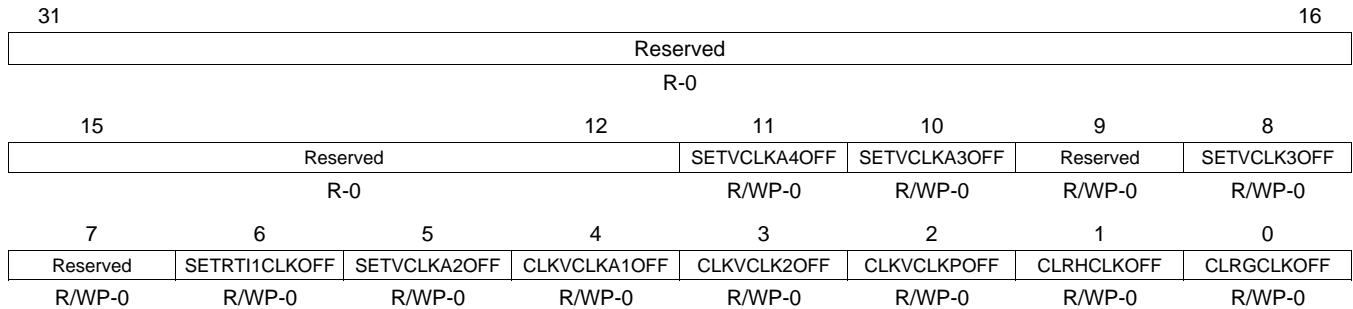 31 16
Reserved
R-0
15 12 11 10 9 8
Reserved SETVCLKA4OFF SETVCLKA3OFF Reserved SETVCLK3OFF
R-0 R/WP-0 R/WP-0 R/WP-0 R/WP-0
7 6 5 4 3 2 1 0
Reserved SETRTI1CLKOFF SETVCLKA2OFF CLKVCLKA1OFF CLKVCLK2OFF CLKVCLKPOFF CLRHCLKOFF CLRGCLKOFF
R/WP-0 R/WP-0 R/WP-0 R/WP-0 R/WP-0 R/WP-0 R/WP-0 R/WP-0